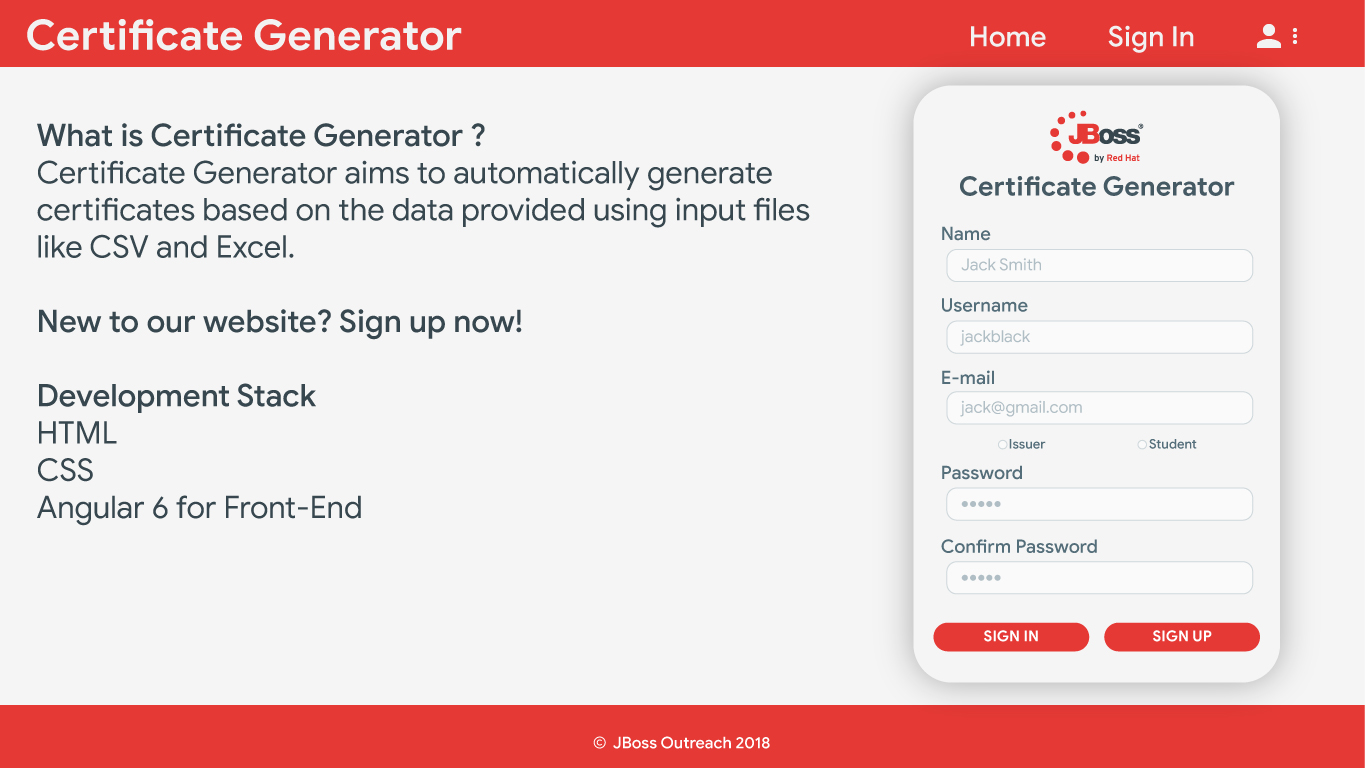 Certificate Generator
Home
Sign In
What is Certificate Generator ?
Certificate Generator aims to automatically generate
certificates based on the data provided using input files
like CSV and Excel.
New to our website? Sign up now!
Development Stack
HTML
CSS
Angular 6 for Front-End
JBoss®
by Red Hat
Certificate Generator
Name
Jack Smith
Username
jackblack
E-mail
jack@gmail.com
Issuer
Student
Password
•••••
Confirm Password
•••••
SIGN IN
SIGN UP
© JBoss Outreach 2018